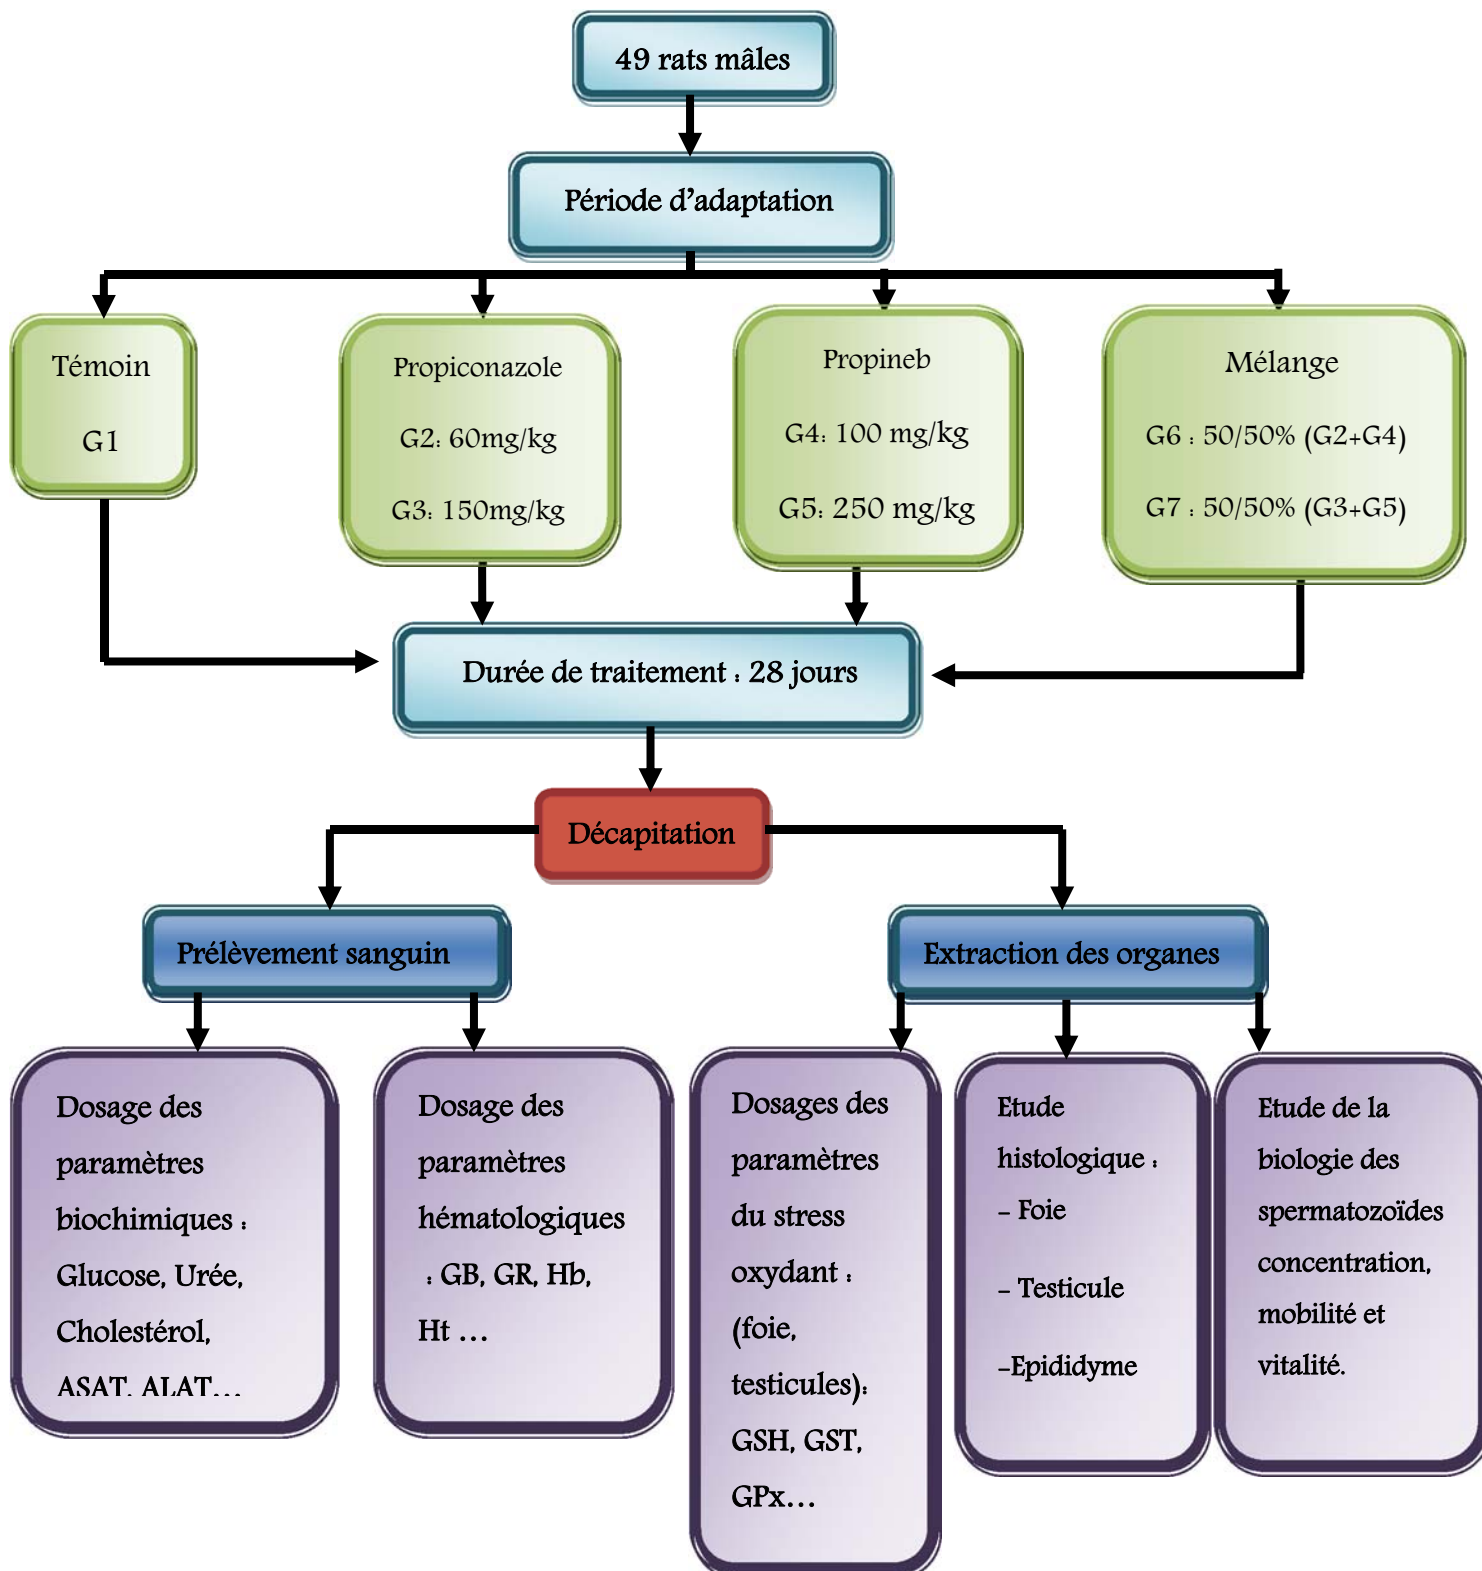 49 rats mâles
Période d’adaptation
Témoin
G1
Propiconazole
G2: 60mg/kg
G3: 150mg/kg
Propineb
G4: 100 mg/kg
G5: 250 mg/kg
Mélange
G6 : 50/50% (G2+G4)
G7 : 50/50% (G3+G5)
Durée de traitement : 28 jours
Décapitation
Prélèvement sanguin
Extraction des organes
Dosage des
paramètres
biochimiques :
Glucose, Urée,
Cholestérol,
ASAT, ALAT…
Dosage des
paramètres
hématologiques
: GB, GR, Hb,
Ht …
Dosages des
paramètres
du stress
oxydant :
(foie,
testicules):
GSH, GST,
GPx…
Etude
histologique :
- Foie
- Testicule
-Epididyme
Etude de la
biologie des
spermatozoïdes
concentration,
mobilité et
vitalité.